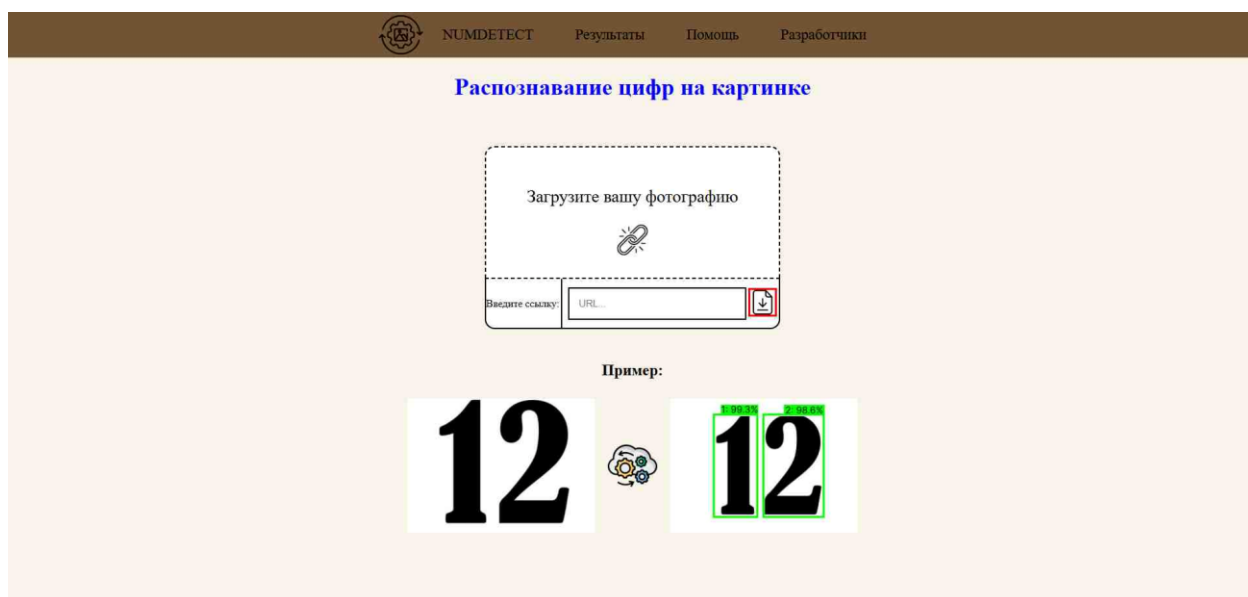 NUMDETECT Результаты Помощь Разработчики
Распознавание цифр на картинке
Загрузите вашу фотографию
Введите ссылку: URL...
Пример:
12
1: 99.3% 2: 98.6%
12